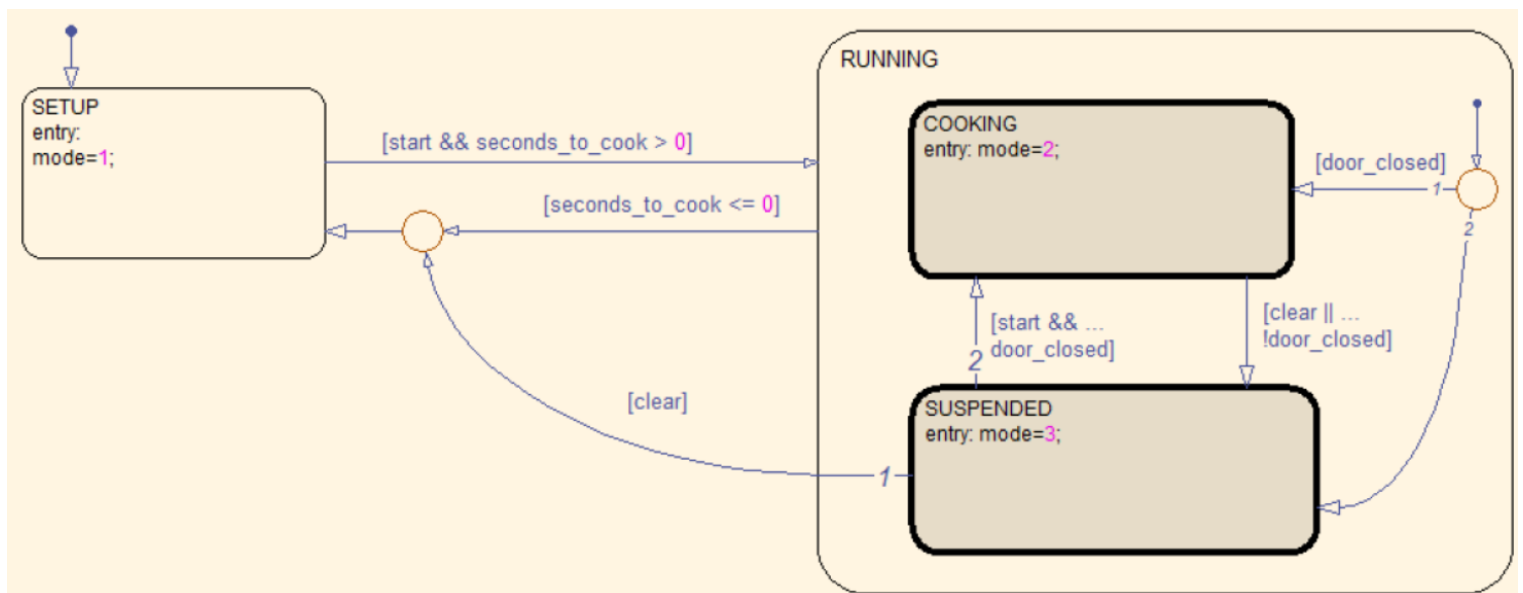 RUNNING
SETUP
entry:
mode=1;
[start && seconds_to_cook > 0]
[seconds_to_cook <= 0]
COOKING
entry: mode=2;
[door_closed]
1
2
[start && ...
door_closed]
2
[clear || ...
!door_closed]
[clear]
1
SUSPENDED
entry: mode=3;